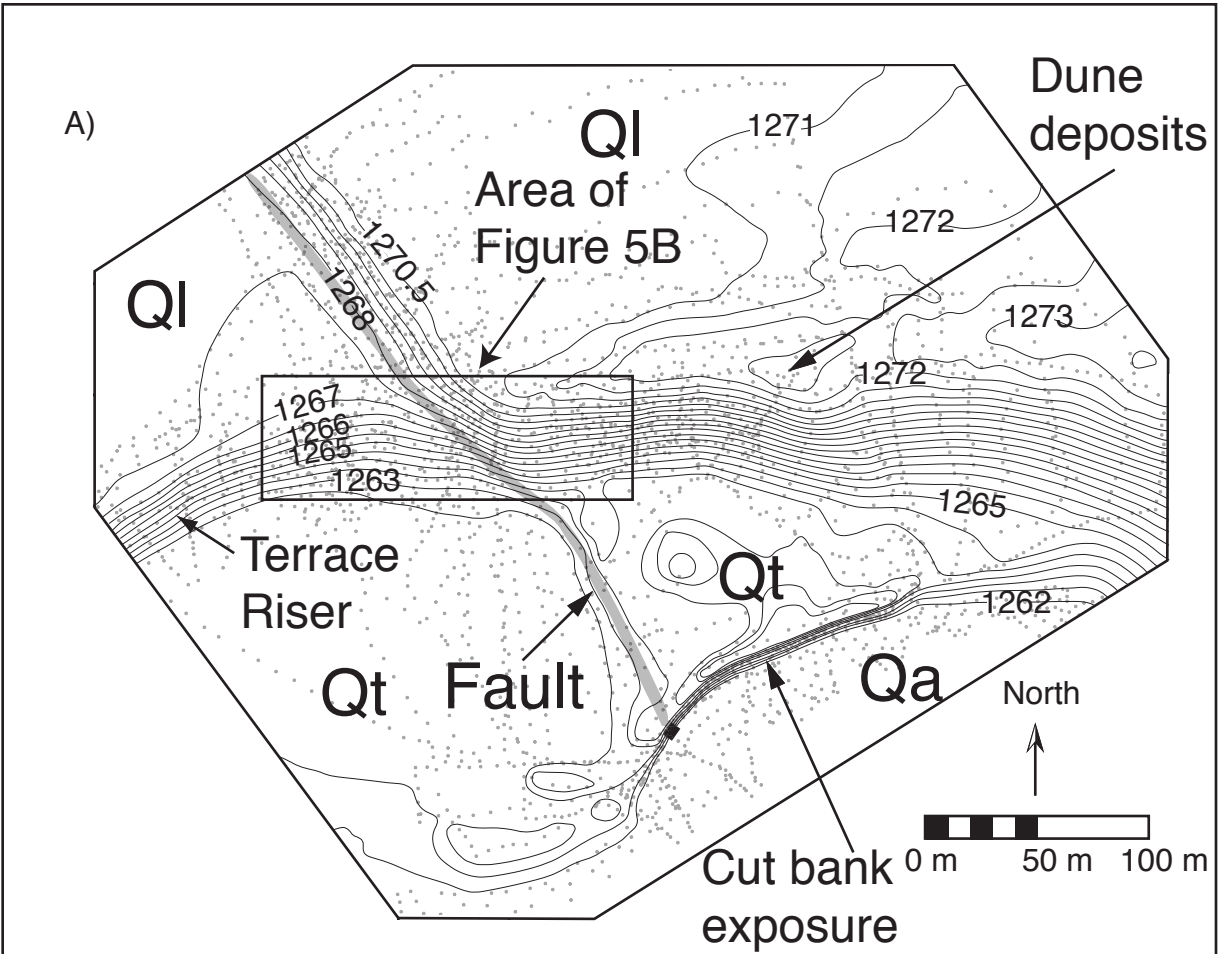 A)
Ql
1271
Dune
deposits
Area of
Figure 5B
1272
1270.5
1268
Ql
1273
1272
1267
1266
1265
1263
1265
Terrace
Riser
Qt
1262
Fault
Qt
Qa
North
Cut bank
exposure
0 m 50 m 100 m